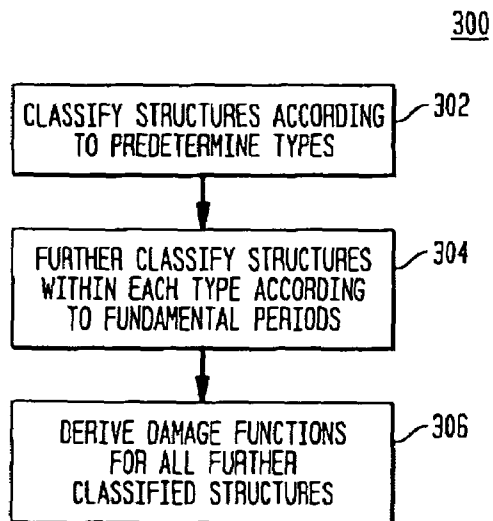 300
CLASSIFY STRUCTURES ACCORDING
TO PREDETERMINE TYPES
302
FURTHER CLASSIFY STRUCTURES
WITHIN EACH TYPE ACCORDING
TO FUNDAMENTAL PERIODS
304
DERIVE DAMAGE FUNCTIONS
FOR ALL FURTHER
CLASSIFIED STRUCTURES
306